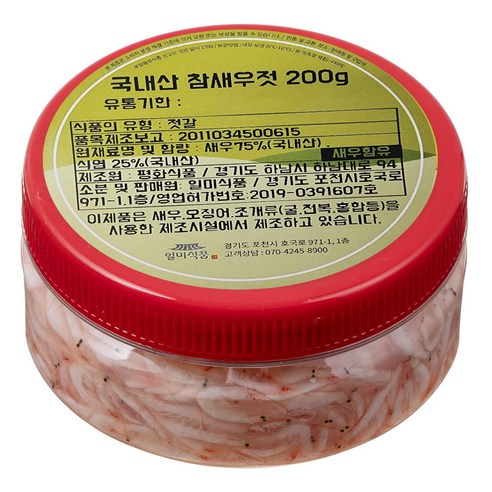 국내산 참새우젓 200g
유통기한 :
식품의 유형 : 젓갈
품목제조보고 : 2011034500615
원재료명 및 함량 : 새우75%(국내산)
식염 25%(국내산)
새우함유
제조원 : 평화식품 / 경기도 하남시 하남대로 94
소분 및 판매원: 일미식품 / 경기도 포천시호국로
971-1.1층/영업허가번호:2019-0391607호
이제품은 새우.오징어.조개류(굴.전복.홍합등)을
사용한 제조시설에서 제조하고 있습니다.
일미식품
경기도 포천시 호국로 971-1, 1층
고객상담 : 070-4245-8900